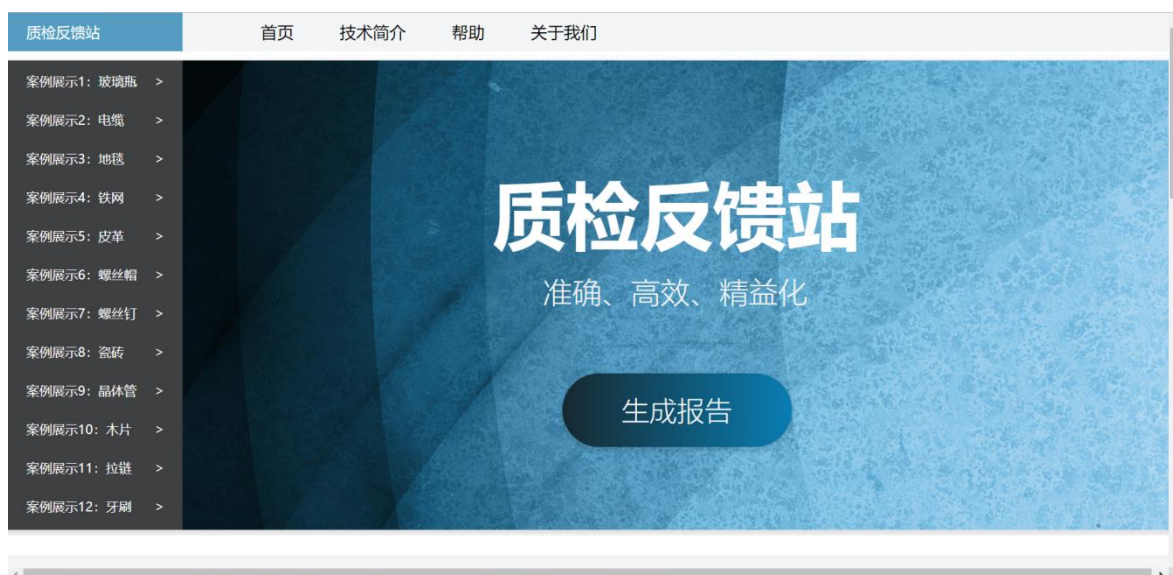 质检反馈站
首页 技术简介 帮助 关于我们
案例展示1：玻璃瓶 >
案例展示2：电缆 >
案例展示3：地毯 >
案例展示4：铁网 >
案例展示5：皮革 >
案例展示6：螺丝帽 >
案例展示7：螺丝钉 >
案例展示8：瓷砖 >
案例展示9：晶体管 >
案例展示10：木片 >
案例展示11：拉链 >
案例展示12：牙刷 >
质检反馈站
准确、高效、精益化
生成报告